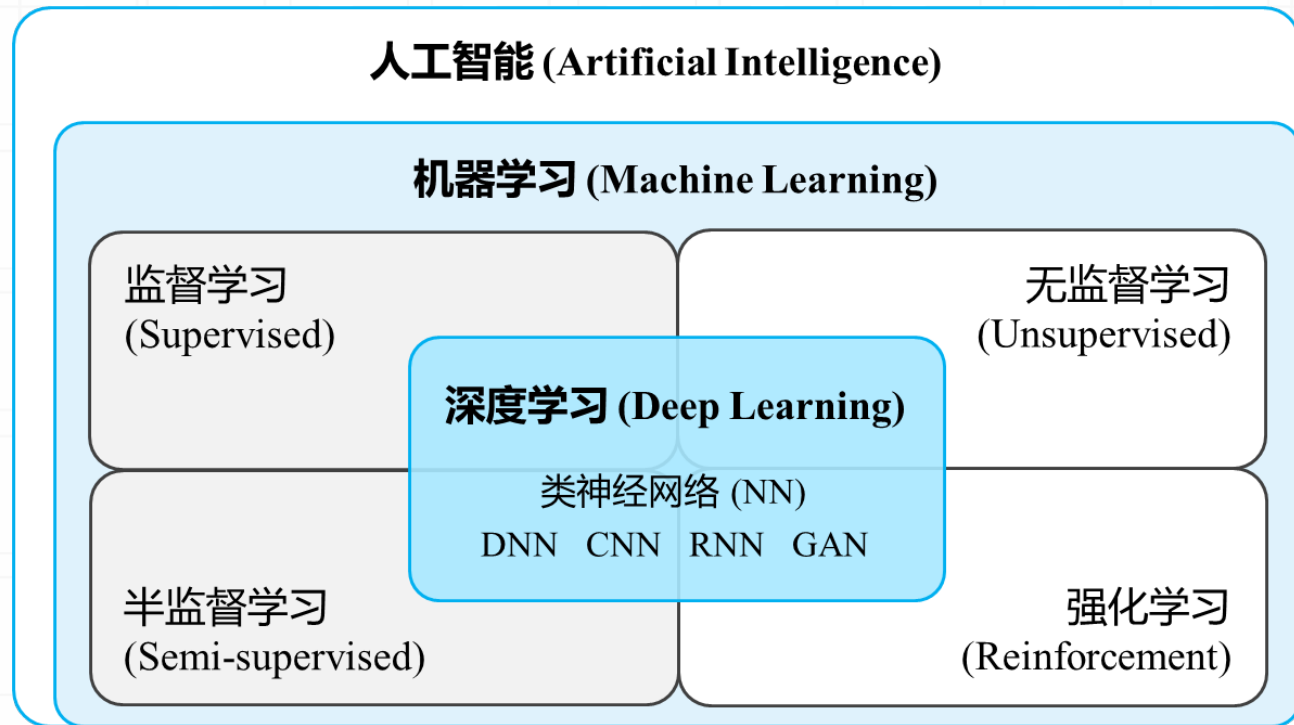 人工智能 (Artificial Intelligence)
机器学习 (Machine Learning)
监督学习
(Supervised)
无监督学习
(Unsupervised)
深度学习 (Deep Learning)
类神经网络 (NN)
DNN CNN RNN GAN
半监督学习
(Semi-supervised)
强化学习
(Reinforcement)